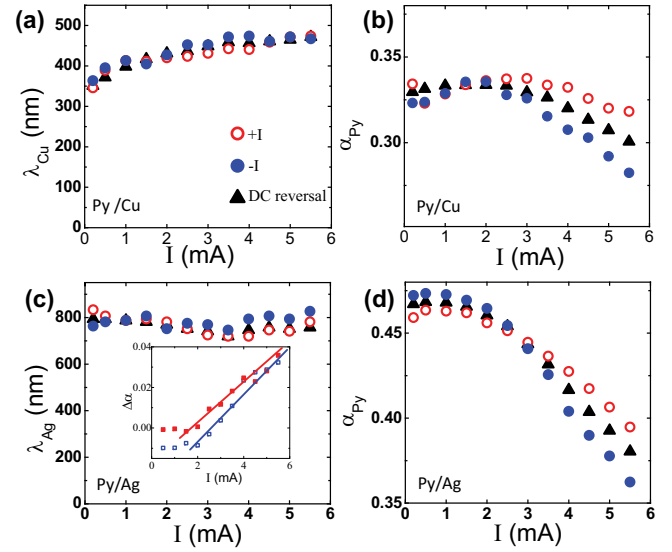 (a)
500
400
300
200
100
0
λCu (nm)
+I
-I
DC reversal
Py /Cu
0 1 2 3 4 5 6
I (mA)
(b)
0.35
0.30
αPy
Py/Cu
0 1 2 3 4 5 6
I (mA)
(c)
800
600
400
200
0
λAg (nm)
0.04
0.02
0.00
Δα
0 2 4 6
I (mA)
Py/Ag
0 1 2 3 4 5 6
I (mA)
(d)
0.45
0.40
0.35
αPy
Py/Ag
0 1 2 3 4 5 6
I (mA)